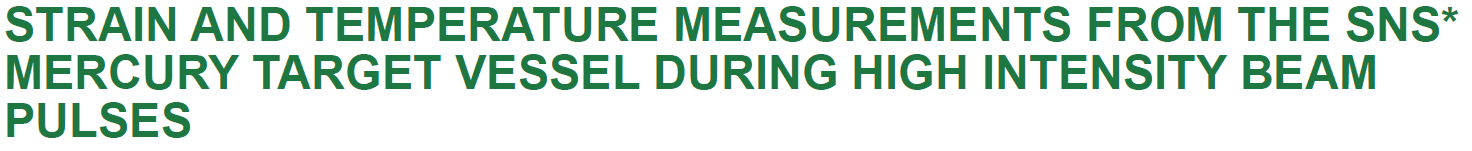 STRAIN AND TEMPERATURE MEASUREMENTS FROM THE SNS*
MERCURY TARGET VESSEL DURING HIGH INTENSITY BEAM
PULSES